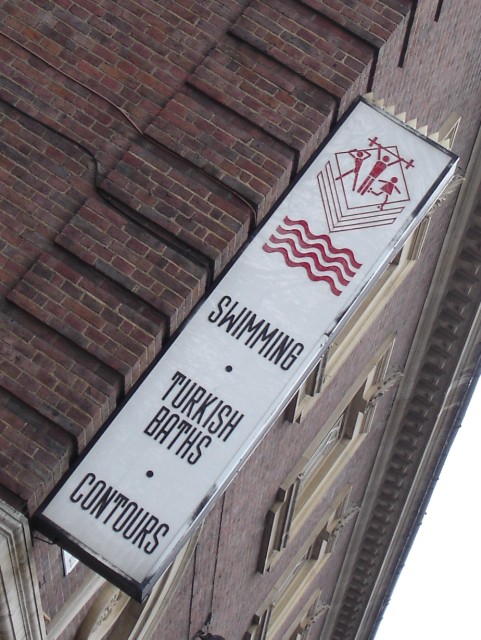 SWIMMING
•
TURKISH
BATHS
•
CONTOURS